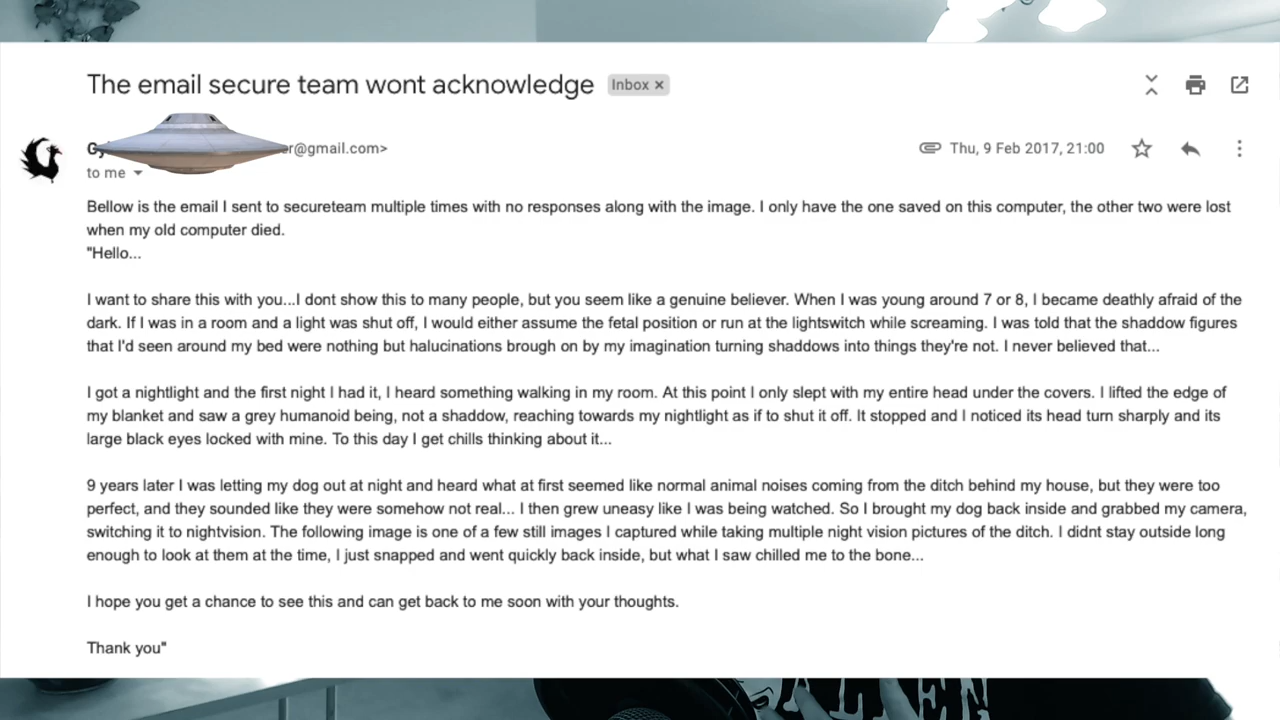 The email secure team wont acknowledge Inbox ×
r@gmail.com> Thu, 9 Feb 2017, 21:00
to me
Bellow is the email I sent to secureteam multiple times with no responses along with the image. I only have the one saved on this computer, the other two were lost
when my old computer died.
"Hello...
I want to share this with you...I dont show this to many people, but you seem like a genuine believer. When I was young around 7 or 8, I became deathly afraid of the
dark. If I was in a room and a light was shut off, I would either assume the fetal position or run at the lightswitch while screaming. I was told that the shaddow figures
that I'd seen around my bed were nothing but halucinations brough on by my imagination turning shaddows into things they're not. I never believed that...
I got a nightlight and the first night I had it, I heard something walking in my room. At this point I only slept with my entire head under the covers. I lifted the edge of
my blanket and saw a grey humanoid being, not a shaddow, reaching towards my nightlight as if to shut it off. It stopped and I noticed its head turn sharply and its
large black eyes locked with mine. To this day I get chills thinking about it...
9 years later I was letting my dog out at night and heard what at first seemed like normal animal noises coming from the ditch behind my house, but they were too
perfect, and they sounded like they were somehow not real... I then grew uneasy like I was being watched. So I brought my dog back inside and grabbed my camera,
switching it to nightvision. The following image is one of a few still images I captured while taking multiple night vision pictures of the ditch. I didnt stay outside long
enough to look at them at the time, I just snapped and went quickly back inside, but what I saw chilled me to the bone...
I hope you get a chance to see this and can get back to me soon with your thoughts.
Thank you"